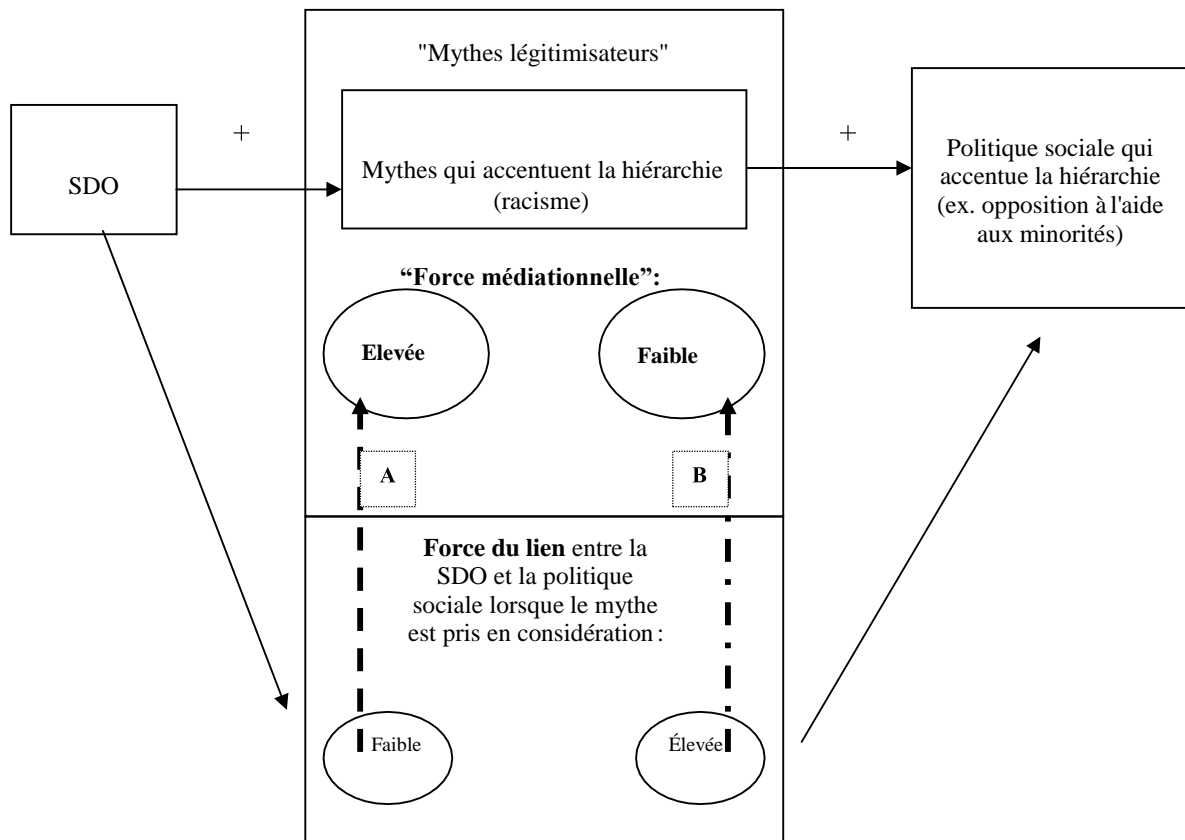 "Mythes légitimisateurs"
+
+
SDO
Mythes qui accentuent la hiérarchie
(racisme)
Politique sociale qui
accentue la hiérarchie
(ex. opposition à l'aide
aux minorités)
“Force médiationnelle”:
Elevée
Faible
A
B
Force du lien entre la
SDO et la politique
sociale lorsque le mythe
est pris en considération :
Faible
Élevée